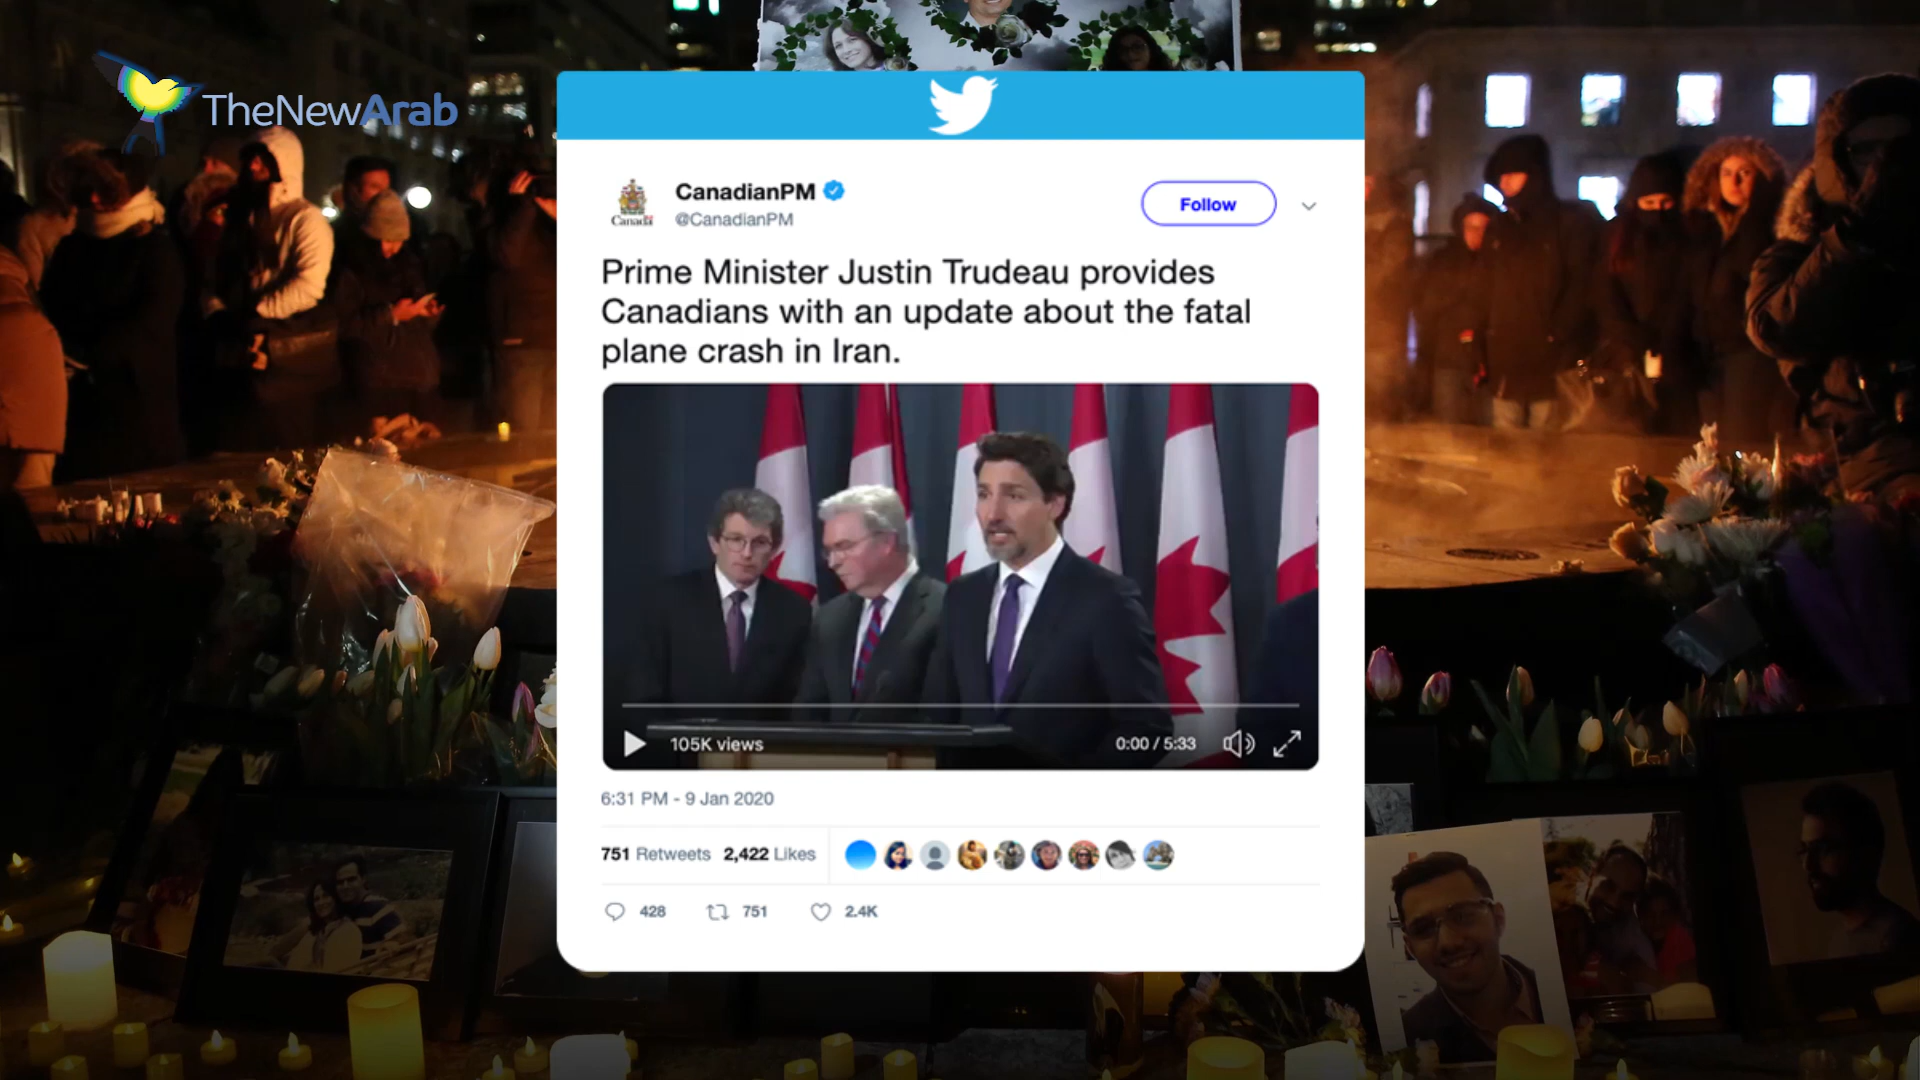 TheNewArab
CanadianPM
Canada
@CanadianPM
Follow
Prime Minister Justin Trudeau provides
Canadians with an update about the fatal
plane crash in Iran.
105K views
0:00 / 5:33
6:31 PM - 9 Jan 2020
751 Retweets 2,422 Likes
428 751 2.4K